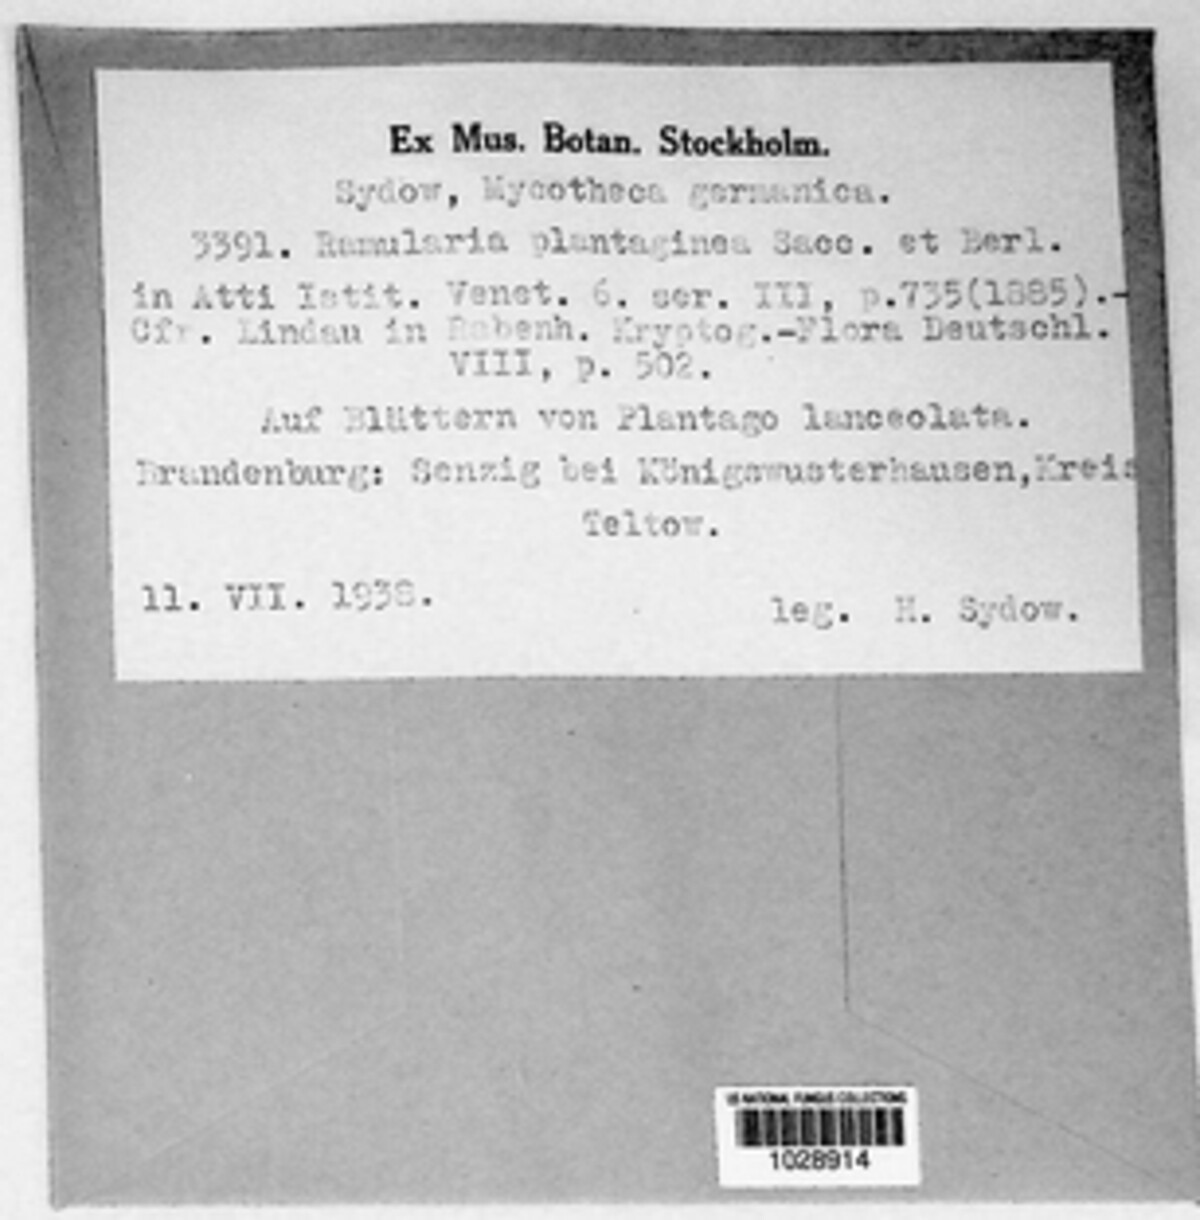 Ex Mus. Botan. Stockholm.
Sydow, Mycotheca germanica.
3391. Ramularia plantaginea Sacc. et Berl.
in Atti Istit. Venet. 6. ser. III, p.735(1885).-
Cfr. Lindau in Rabenh. Kryptog.-Flora Deutschl.
VIII, p. 502.
Auf Blättern von Plantago lanceolata.
Brandenburg: Senzig bei Königswusterhausen,Kreis
Teltow.
11. VII. 1938.
leg. H. Sydow.
US NATIONAL FUNGUS COLLECTIONS
1028914